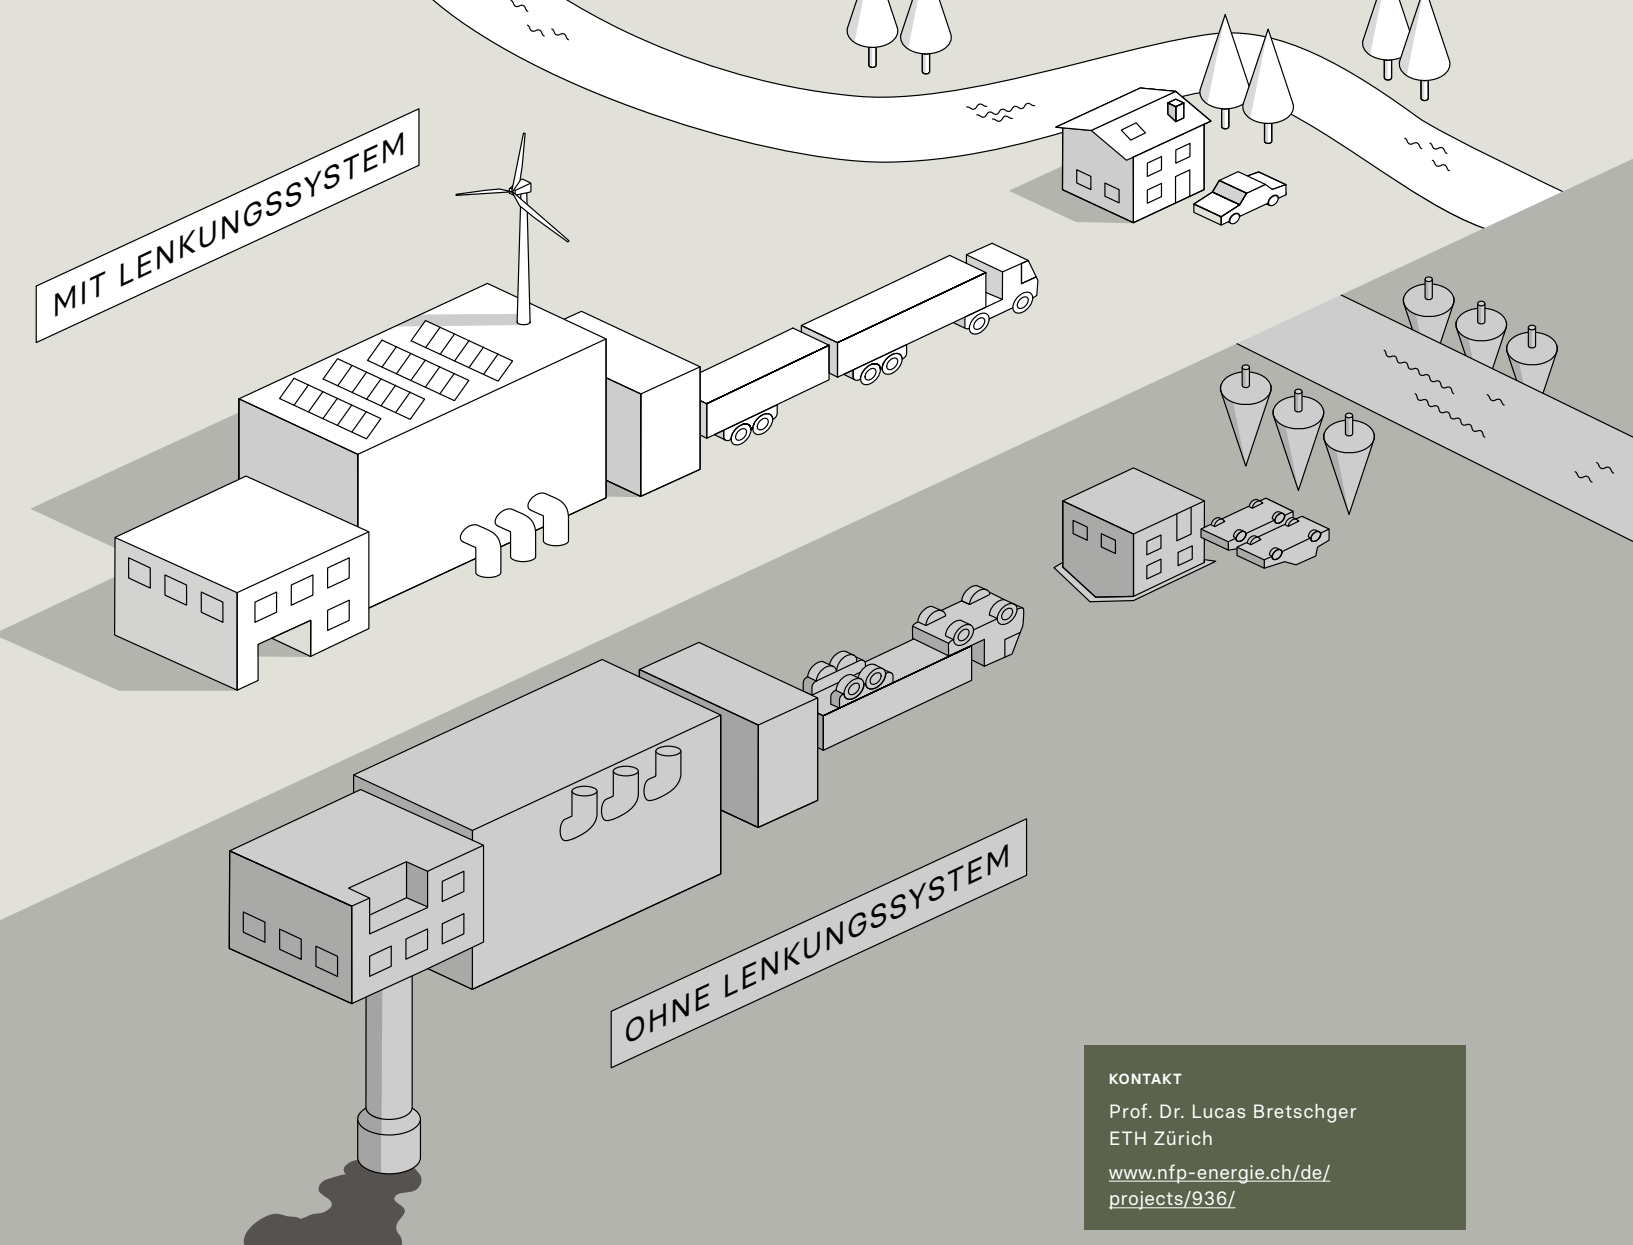 MIT LENKUNGSSYSTEM
OHNE LENKUNGSSYSTEM
KONTAKT
Prof. Dr. Lucas Bretschger
ETH Zürich
www.nfp-energie.ch/de/
projects/936/